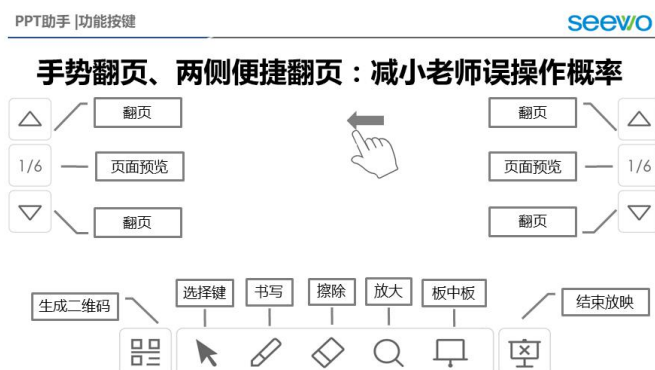 PPT助手 |功能按键
seewo
手势翻页、两侧便捷翻页：减小老师误操作概率
翻页
翻页
1/6
页面预览
页面预览
1/6
翻页
翻页
生成二维码
选择键
书写
擦除
放大
板中板
结束放映